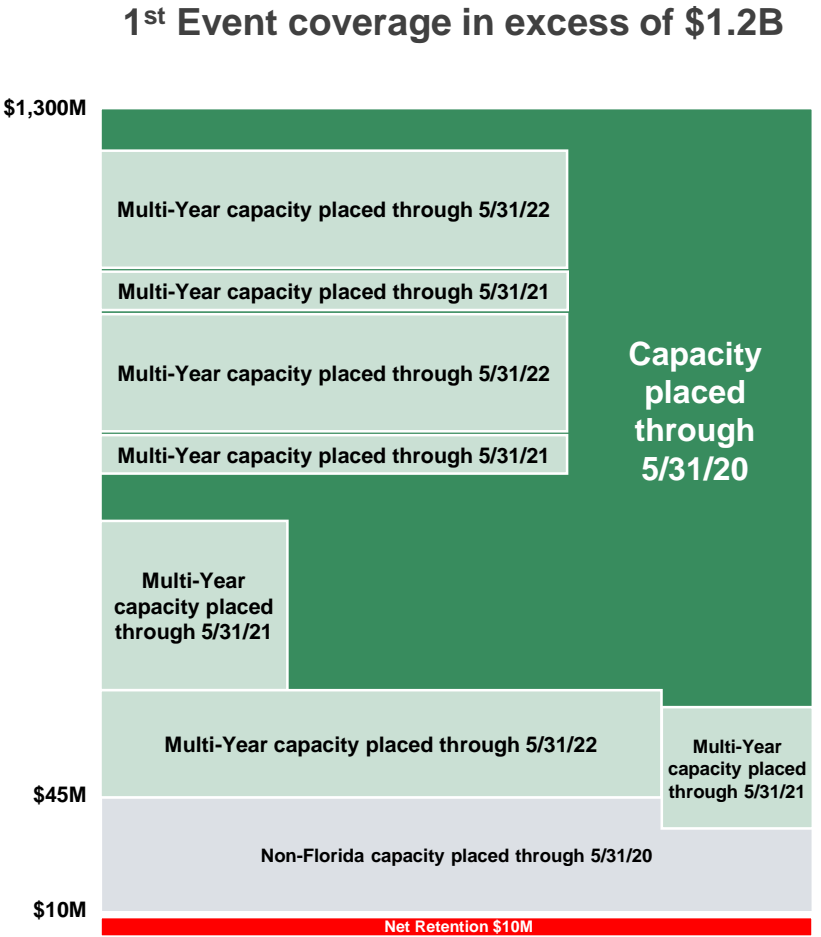 1st Event coverage in excess of $1.2B
$1,300M
Multi-Year capacity placed through 5/31/22
Multi-Year capacity placed through 5/31/21
Multi-Year capacity placed through 5/31/22
Multi-Year capacity placed through 5/31/21
Capacity
placed
through
5/31/20
Multi-Year
capacity placed
through 5/31/21
Multi-Year capacity placed through 5/31/22
Multi-Year
capacity placed
through 5/31/21
$45M
Non-Florida capacity placed through 5/31/20
$10M
Net Retention $10M